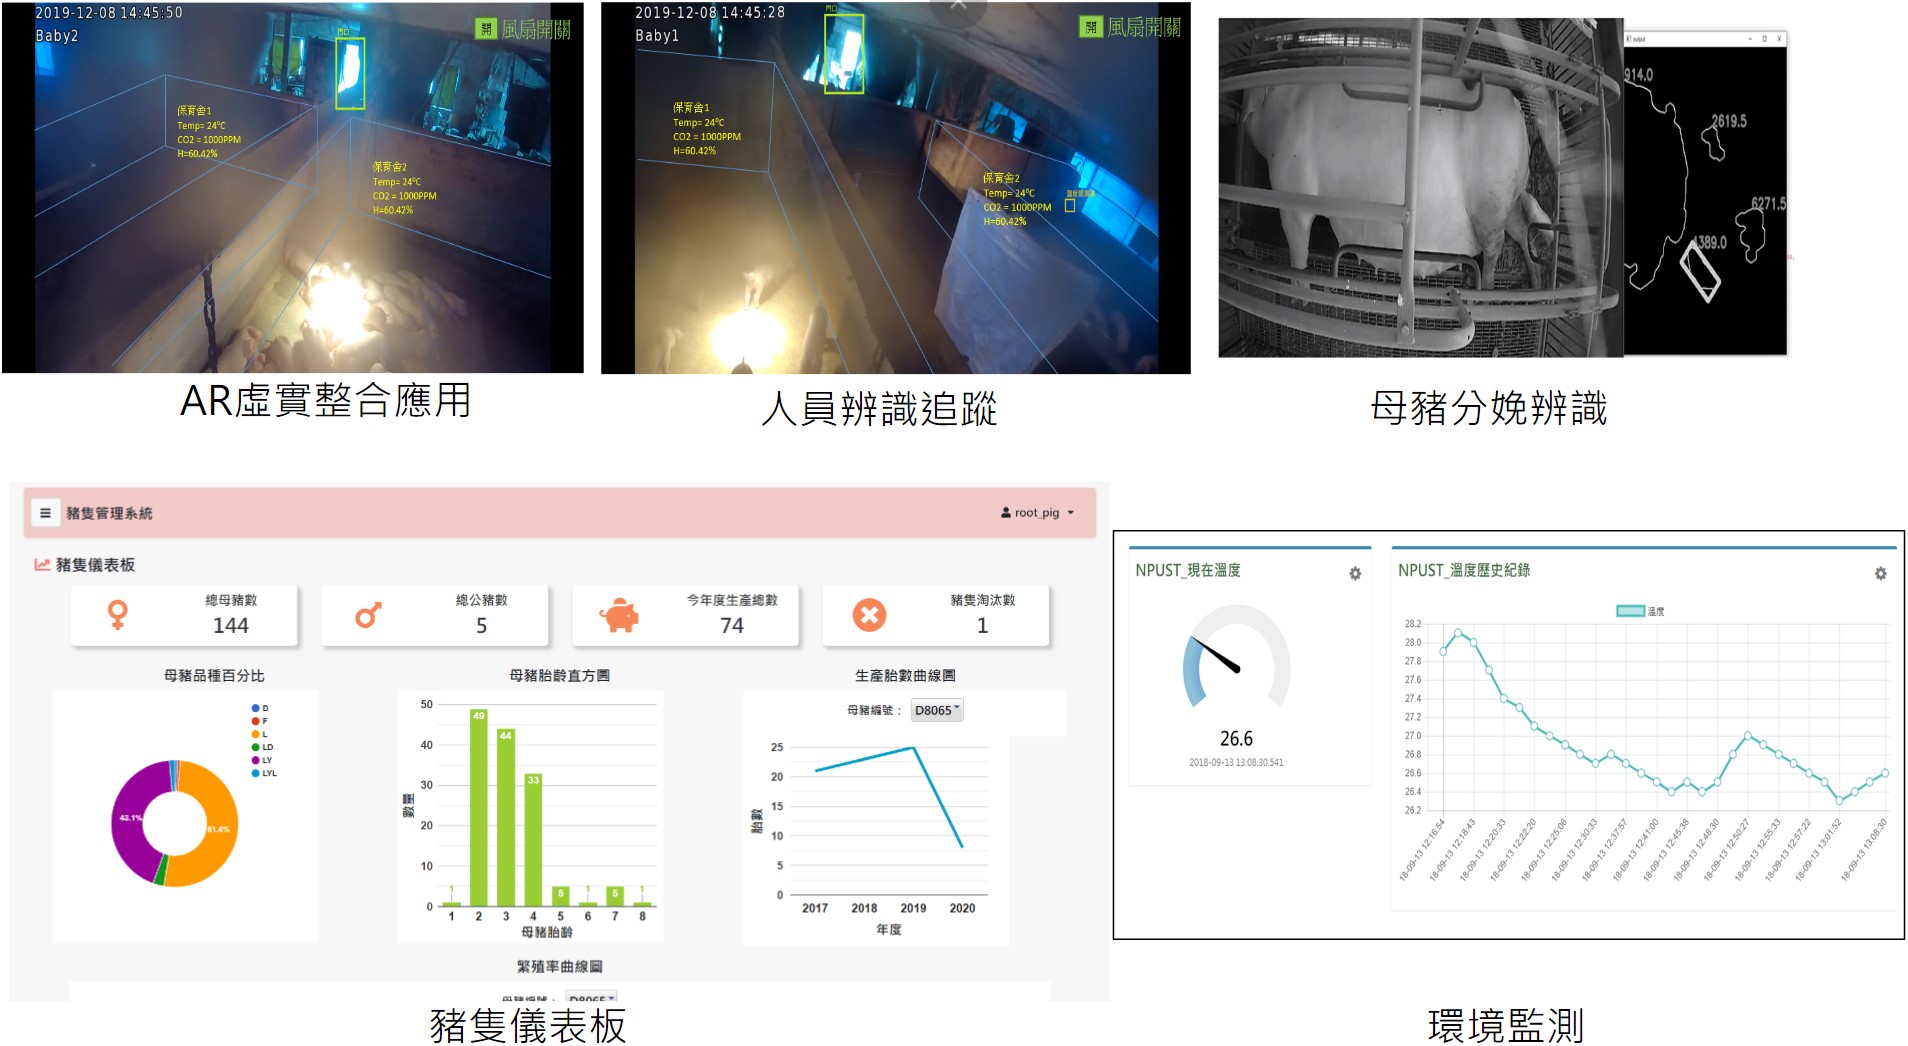 2019-12-08 14:45:50
Baby2
門口
開 風扇開關
保育舍1
Temp= 24°C
CO2 = 1000PPM
H=60.42%
保育舍2
Temp= 24°C
CO2 = 1000PPM
H=60.42%
AR虛實整合應用
2019-12-08 14:45:28
Baby1
門口
開 風扇開關
保育舍1
Temp= 24°C
CO2 = 1000PPM
H=60.42%
保育舍2
Temp= 24°C
CO2 = 1000PPM
H=60.42%
人員辨識追蹤
output
914.0
2619.5
6271.5
4389.0
母豬分娩辨識
豬隻管理系統
root_pig
豬隻儀表板
總母豬數
144
總公豬數
5
今年度生產總數
74
豬隻淘汰數
1
母豬品種百分比
D
F
L
LD
LY
LYL
43.1%
51.4%
母豬胎齡直方圖
數量
50
40
30
20
10
0
1 49 44 33 5 1 5 1
1 2 3 4 5 6 7 8
母豬胎齡
生產胎數曲線圖
母豬編號： D8065
胎數
25
20
15
10
5
0
2017 2018 2019 2020
年度
繁殖率曲線圖
母豬編號： D8065
豬隻儀表板
NPUST_現在溫度
26.6
2018-09-13 13:08:30.541
NPUST_溫度歷史紀錄
溫度
28.2
28.0
27.8
27.6
27.4
27.2
27.0
26.8
26.6
26.4
26.2
18-09-13 12:16:54
18-09-13 12:18:43
18-09-13 12:20:33
18-09-13 12:22:20
18-09-13 12:25:06
18-09-13 12:30:33
18-09-13 12:37:57
18-09-13 12:41:00
18-09-13 12:45:38
18-09-13 12:48:30
18-09-13 12:50:27
18-09-13 12:55:33
18-09-13 12:57:22
18-09-13 13:01:52
18-09-13 13:08:30
環境監測